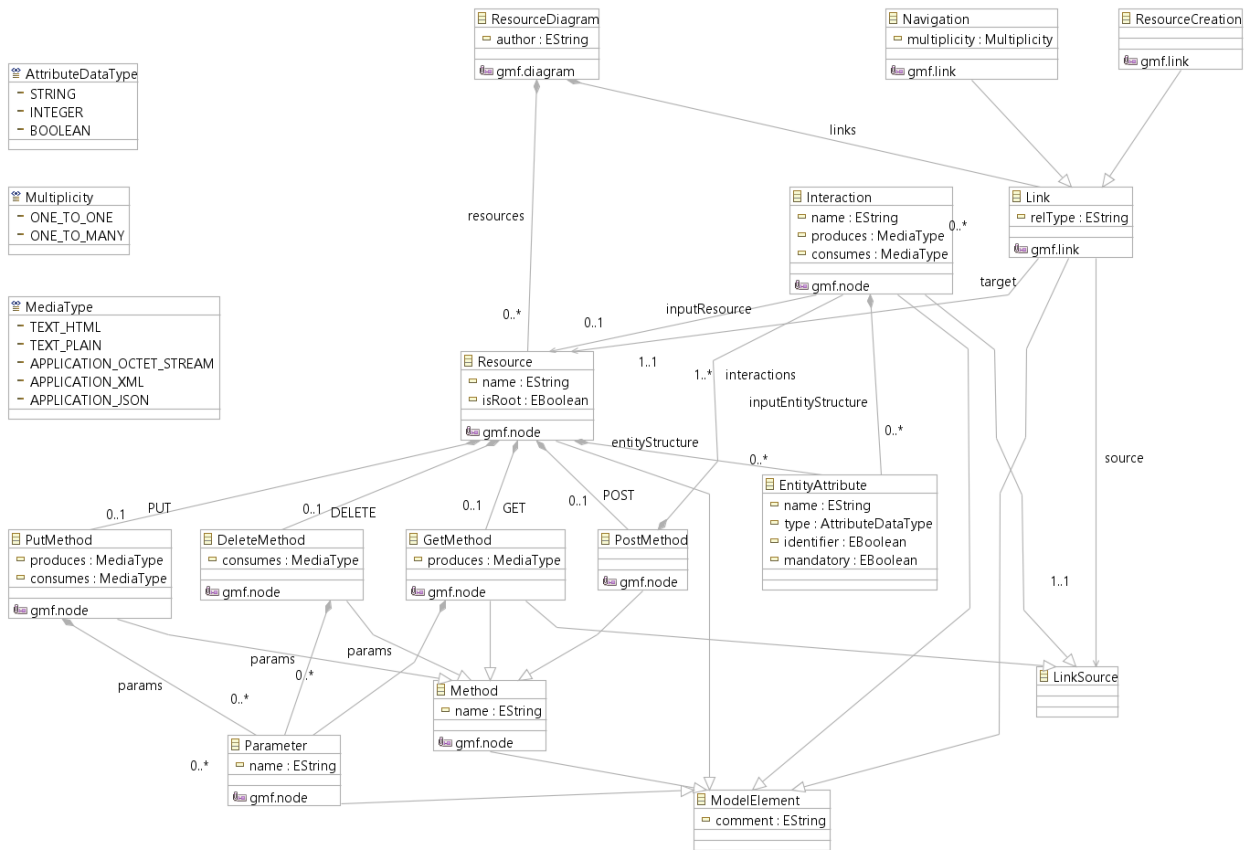 ResourceDiagram
author : EString
gmf.diagram
Navigation
multiplicity : Multiplicity
gmf.link
ResourceCreation
gmf.link
AttributeDataType
STRING
INTEGER
BOOLEAN
links
Multiplicity
ONE_TO_ONE
ONE_TO_MANY
resources
Interaction
name : EString
produces : MediaType
consumes : MediaType
gmf.node
0..*
Link
relType : EString
gmf.link
MediaType
TEXT_HTML
TEXT_PLAIN
APPLICATION_OCTET_STREAM
APPLICATION_XML
APPLICATION_JSON
target
0..*
0..1
inputResource
1..1
1..*
interactions
inputEntityStructure
0..*
Resource
name : EString
isRoot : EBoolean
gmf.node
entityStructure
0..*
source
EntityAttribute
name : EString
type : AttributeDataType
identifier : EBoolean
mandatory : EBoolean
0..1
PUT
0..1
DELETE
0..1
GET
0..1
POST
PutMethod
produces : MediaType
consumes : MediaType
gmf.node
DeleteMethod
consumes : MediaType
gmf.node
GetMethod
produces : MediaType
gmf.node
PostMethod
gmf.node
1..1
params
params
params
0..*
0..*
0..*
Method
name : EString
gmf.node
LinkSource
Parameter
name : EString
gmf.node
ModelElement
comment : EString